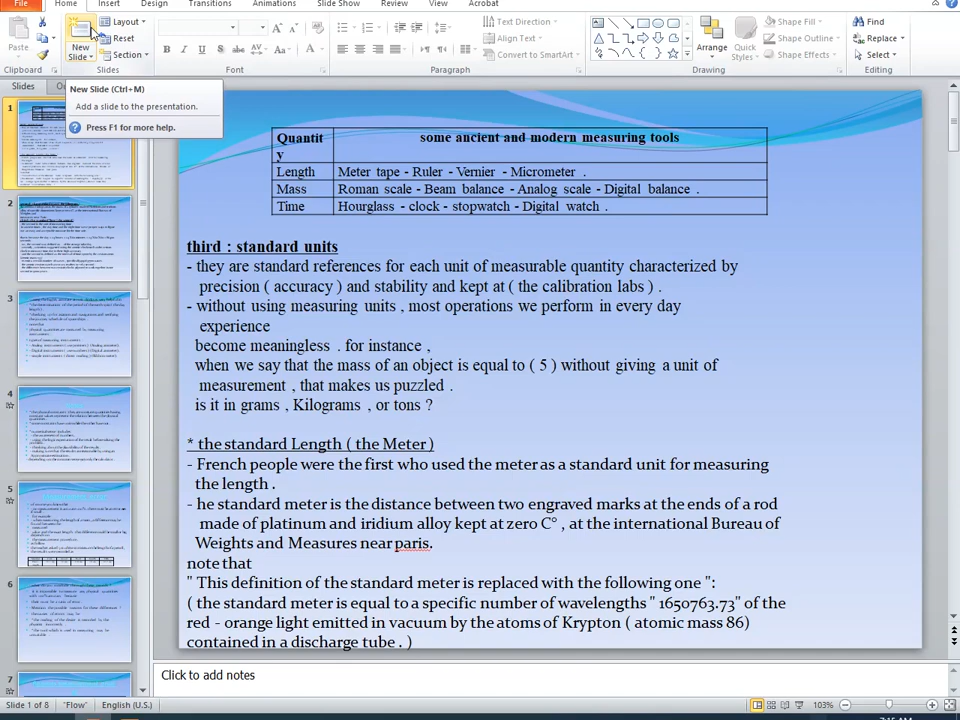 File Home Insert Design Transitions Animations Slide Show Review View Acrobat
Paste
Clipboard
New Slide
Layout
Reset
Section
Slides
Font
Text Direction
Align Text
Convert to SmartArt
Paragraph
Arrange
Quick Styles
Shape Fill
Shape Outline
Shape Effects
Drawing
Find
Replace
Select
Editing
Slides
New Slide (Ctrl+M)
Add a slide to the presentation.
Press F1 for more help.
1
2
3
4
5
6
7
Quantity some ancient and modern measuring tools
Length Meter tape - Ruler - Vernier - Micrometer .
Mass Roman scale - Beam balance - Analog scale - Digital balance .
Time Hourglass - clock - stopwatch - Digital watch .
third : standard units
- they are standard references for each unit of measurable quantity characterized by
precision ( accuracy ) and stability and kept at ( the calibration labs ) .
- without using measuring units , most operations we perform in every day
experience
become meaningless . for instance ,
when we say that the mass of an object is equal to ( 5 ) without giving a unit of
measurement , that makes us puzzled .
is it in grams , Kilograms , or tons ?
* the standard Length ( the Meter )
- French people were the first who used the meter as a standard unit for measuring
the length .
- he standard meter is the distance between two engraved marks at the ends of a rod
made of platinum and iridium alloy kept at zero C° , at the international Bureau of
Weights and Measures near paris.
note that
" This definition of the standard meter is replaced with the following one ":
( the standard meter is equal to a specific number of wavelengths " 1650763.73" of the
red - orange light emitted in vacuum by the atoms of Krypton ( atomic mass 86)
contained in a discharge tube . )
Click to add notes
Slide 1 of 8 "Flow" English (U.S.) 103%